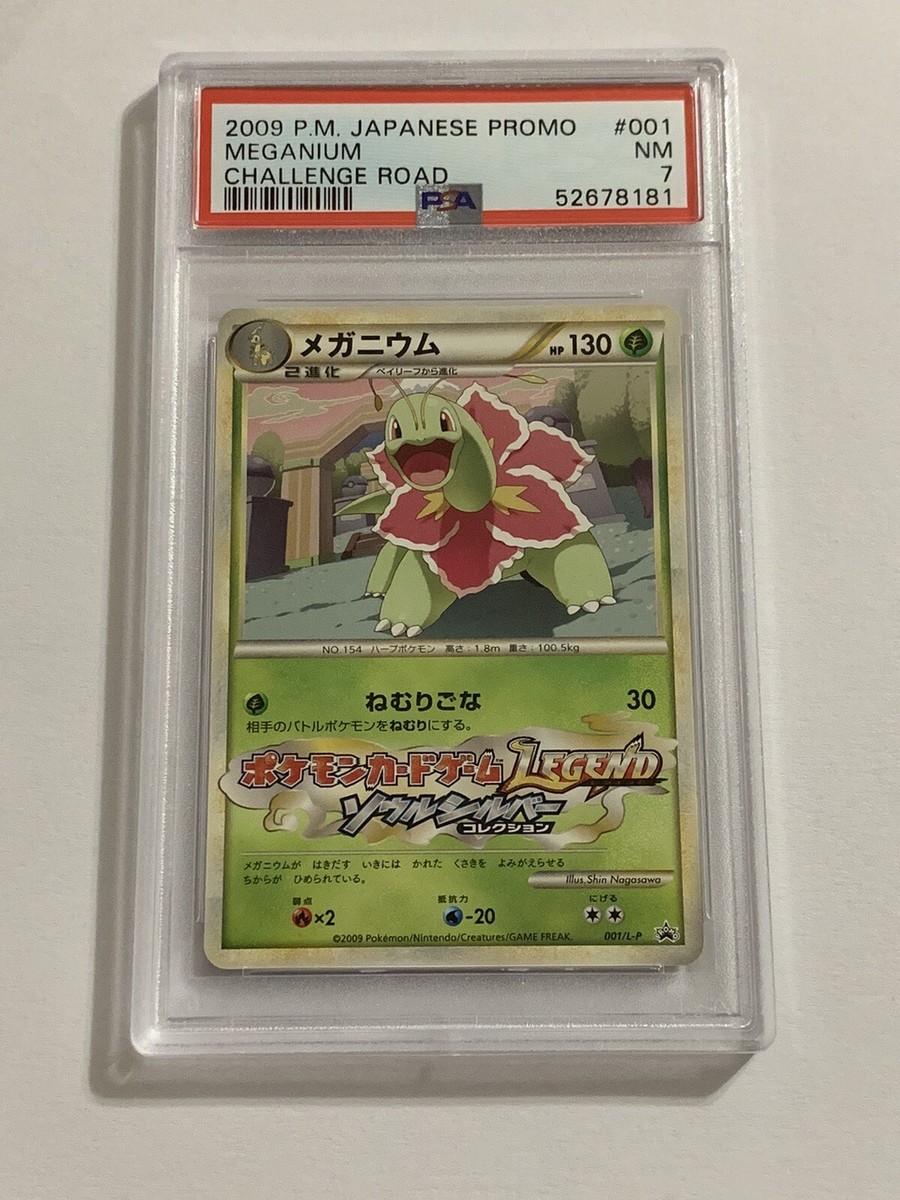 2009 P.M. JAPANESE PROMO #001
MEGANIUM NM
CHALLENGE ROAD 7
PSA 52678181
メガニウム HP 130
2進化 ベイリーフから進化
NO.154 ハーブポケモン 高さ:1.8m 重さ:100.5kg
ねむりごな 30
相手のバトルポケモンをねむりにする。
ポケモンカードゲーム LEGEND
ソウルシルバー
コレクション
メガニウムが はきだす いきには かれた くさきを よみがえらせる
ちからが ひめられている。
Illus.Shin Nagasawa
弱点 抵抗力 にげる
×2 -20
©2009 Pokémon/Nintendo/Creatures/GAME FREAK. 001/L-P